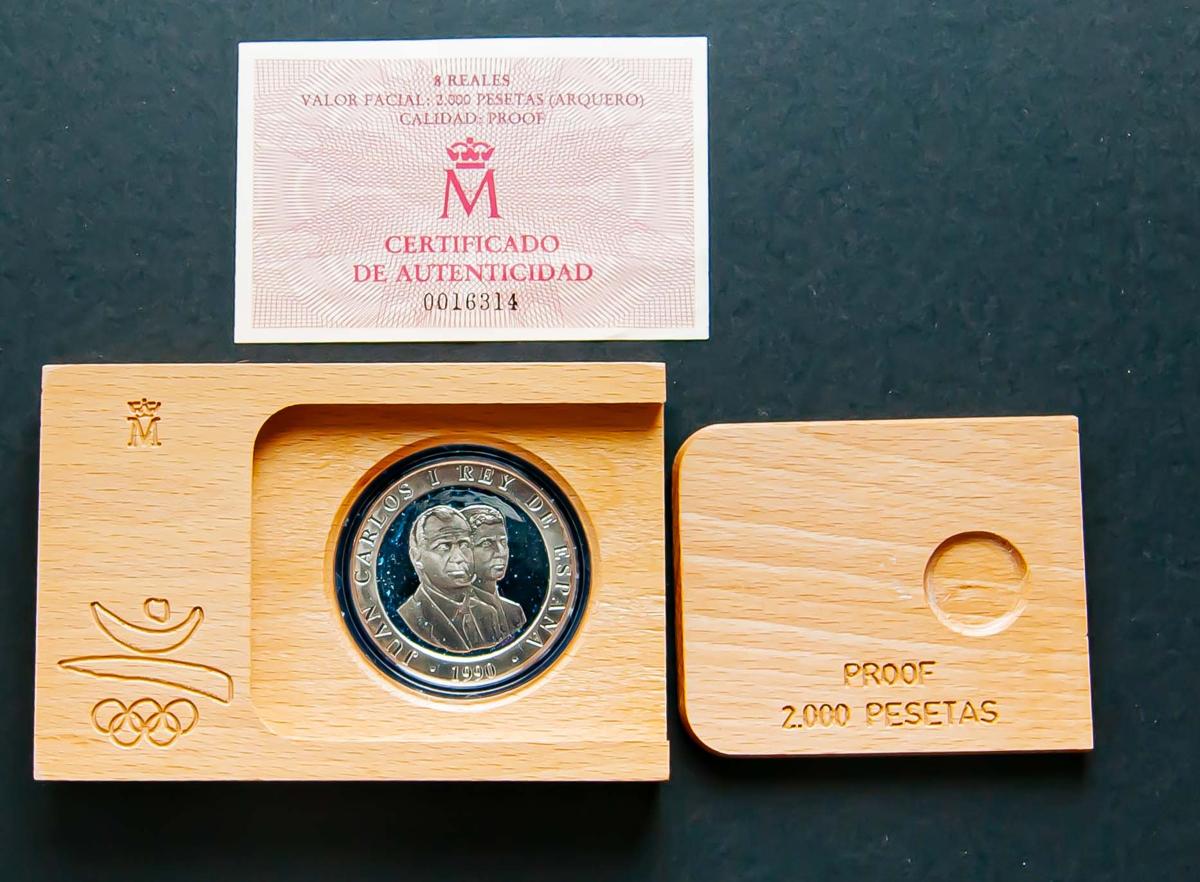 8 REALES
VALOR FACIAL: 2.000 PESETAS (ARQUERO)
CALIDAD: PROOF
M
CERTIFICADO
DE AUTENTICIDAD
0016314
M
JUAN CARLOS I REY DE ESPAÑA
· 1990 ·
PROOF
2.000 PESETAS